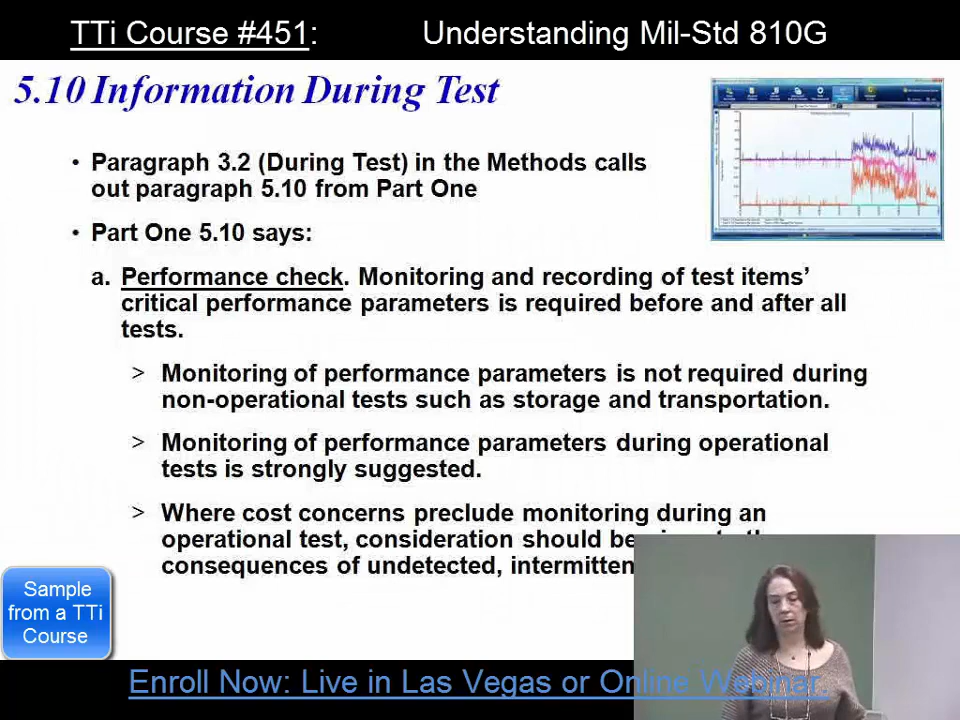 TTi Course #451: Understanding Mil-Std 810G
5.10 Information During Test
• Paragraph 3.2 (During Test) in the Methods calls
out paragraph 5.10 from Part One
• Part One 5.10 says:
a. Performance check. Monitoring and recording of test items’
critical performance parameters is required before and after all
tests.
> Monitoring of performance parameters is not required during
non-operational tests such as storage and transportation.
> Monitoring of performance parameters during operational
tests is strongly suggested.
> Where cost concerns preclude monitoring during an
operational test, consideration should be
consequences of undetected,
Sample
from a TTi
Course
Enroll Now: Live in Las Vegas or Online Webinar.